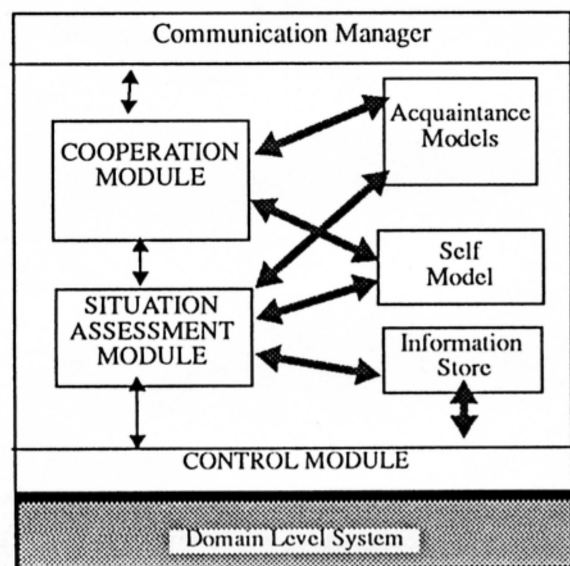 Communication Manager
COOPERATION
MODULE
Acquaintance
Models
Self
Model
SITUATION
ASSESSMENT
MODULE
Information
Store
CONTROL MODULE
Domain Level System